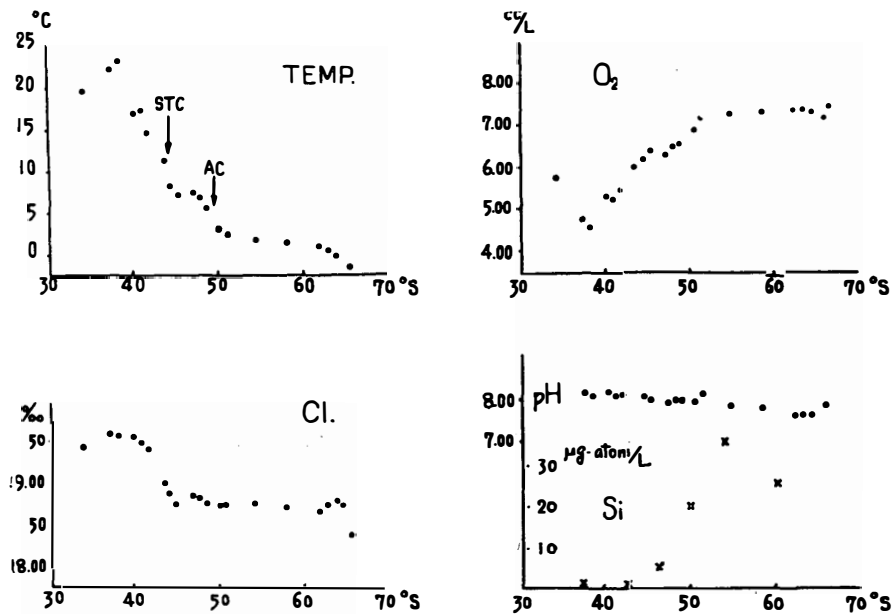 °C
25
20
15
10
5
0
TEMP.
STC
AC
30 40 50 60 70 °S
cc/L
8.00
7.00
6.00
5.00
4.00
O₂
30 40 50 60 70 °S
‰
50
19.00
50
18.00
Cl.
30 40 50 60 70 °S
8.00 pH
7.00
30 μg-atom/L
20 Si
10
30 40 50 60 70 °S